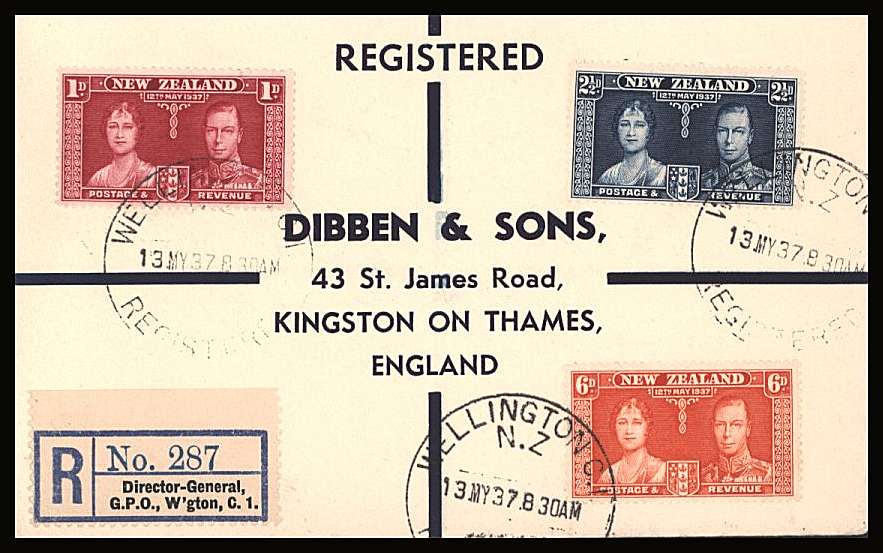 REGISTERED
1D NEW ZEALAND 1D
12TH MAY 1937
POSTAGE & REVENUE
2½D NEW ZEALAND
12TH MAY 1937
POSTAGE & REVENUE
WELLINGTON
N.Z
13 MY 37.8 30AM
REGISTERED
13 MY 37.8 30AM
DIBBEN & SONS,
43 St. James Road,
KINGSTON ON THAMES,
ENGLAND
6D NEW ZEALAND 6D
12TH MAY 1937
POSTAGE & REVENUE
WELLINGTON C1
N.Z
13 MY 37.8 30AM
R No. 287
Director-General,
G.P.O., W'gton, C. 1.